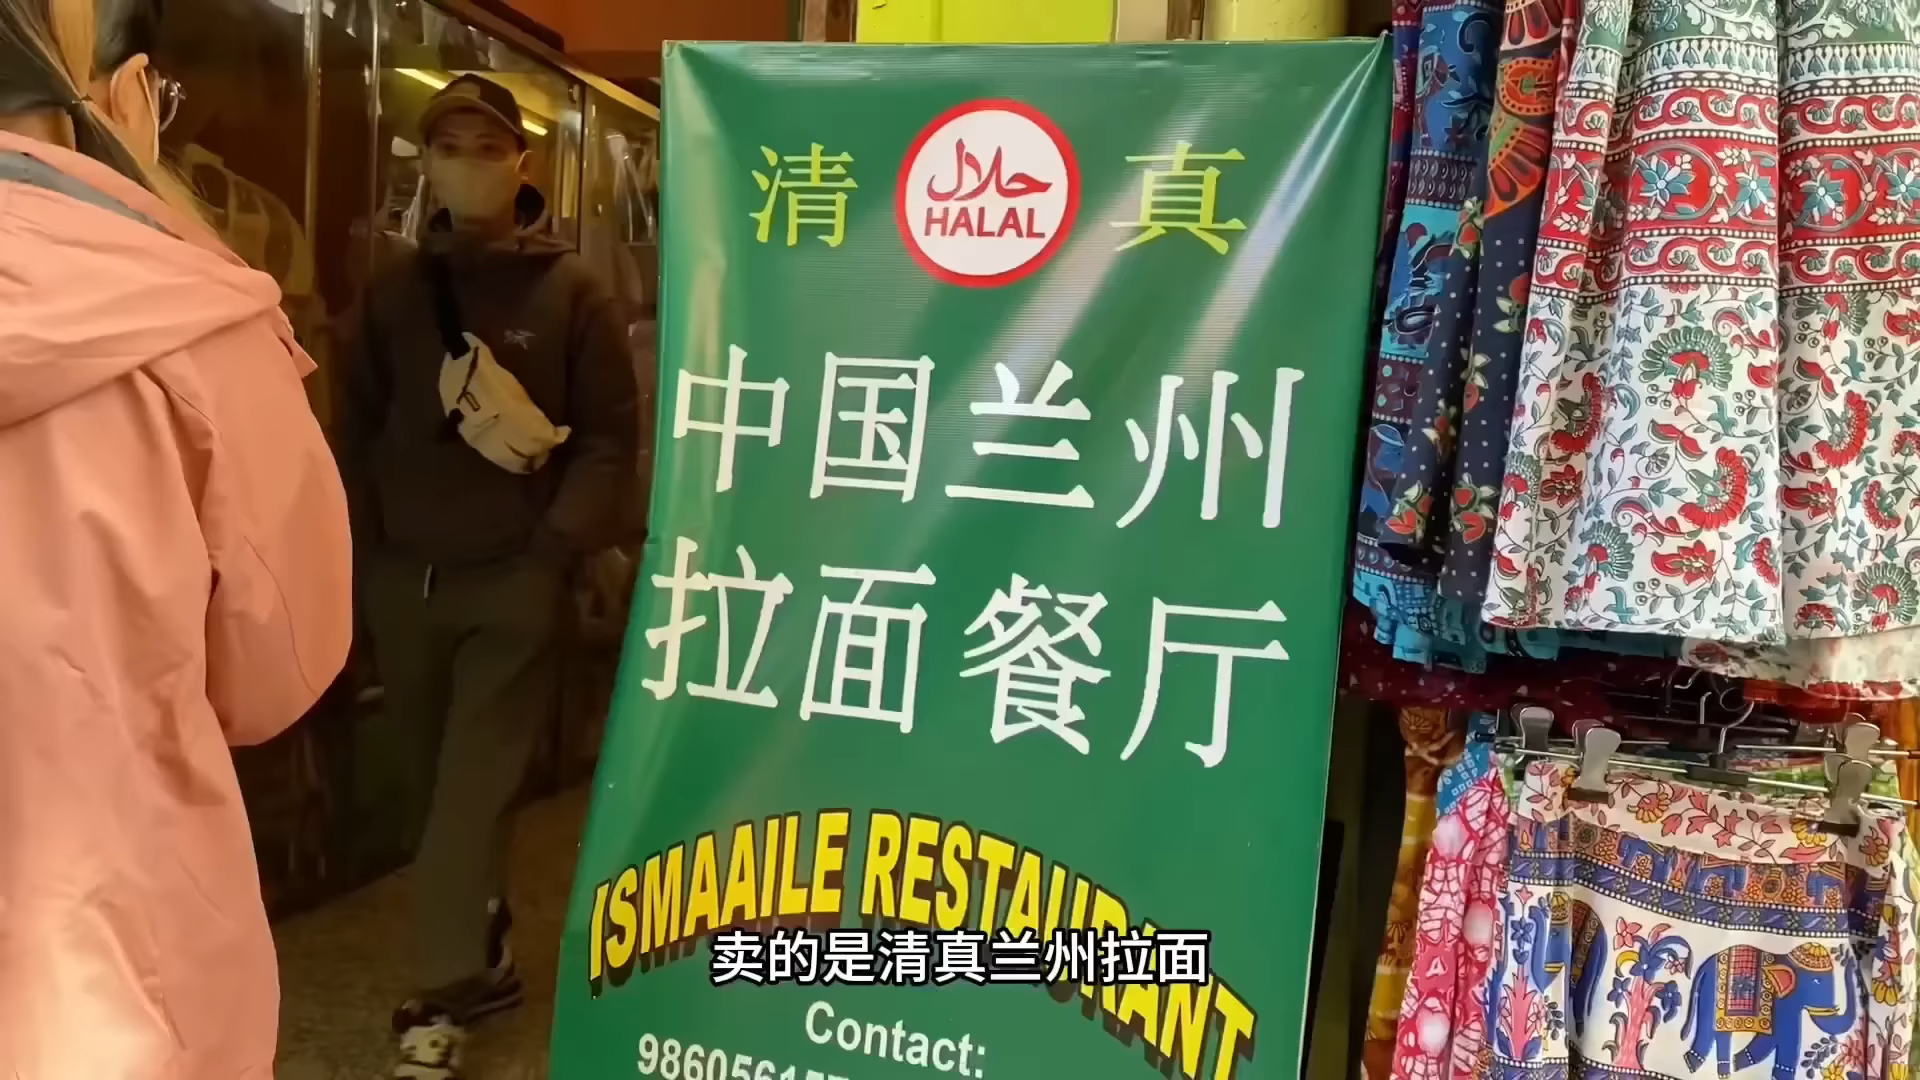 清 حلال 真
HALAL
中国兰州
拉面餐厅
ISMAAILE RESTAURANT
卖的是清真兰州拉面
Contact: